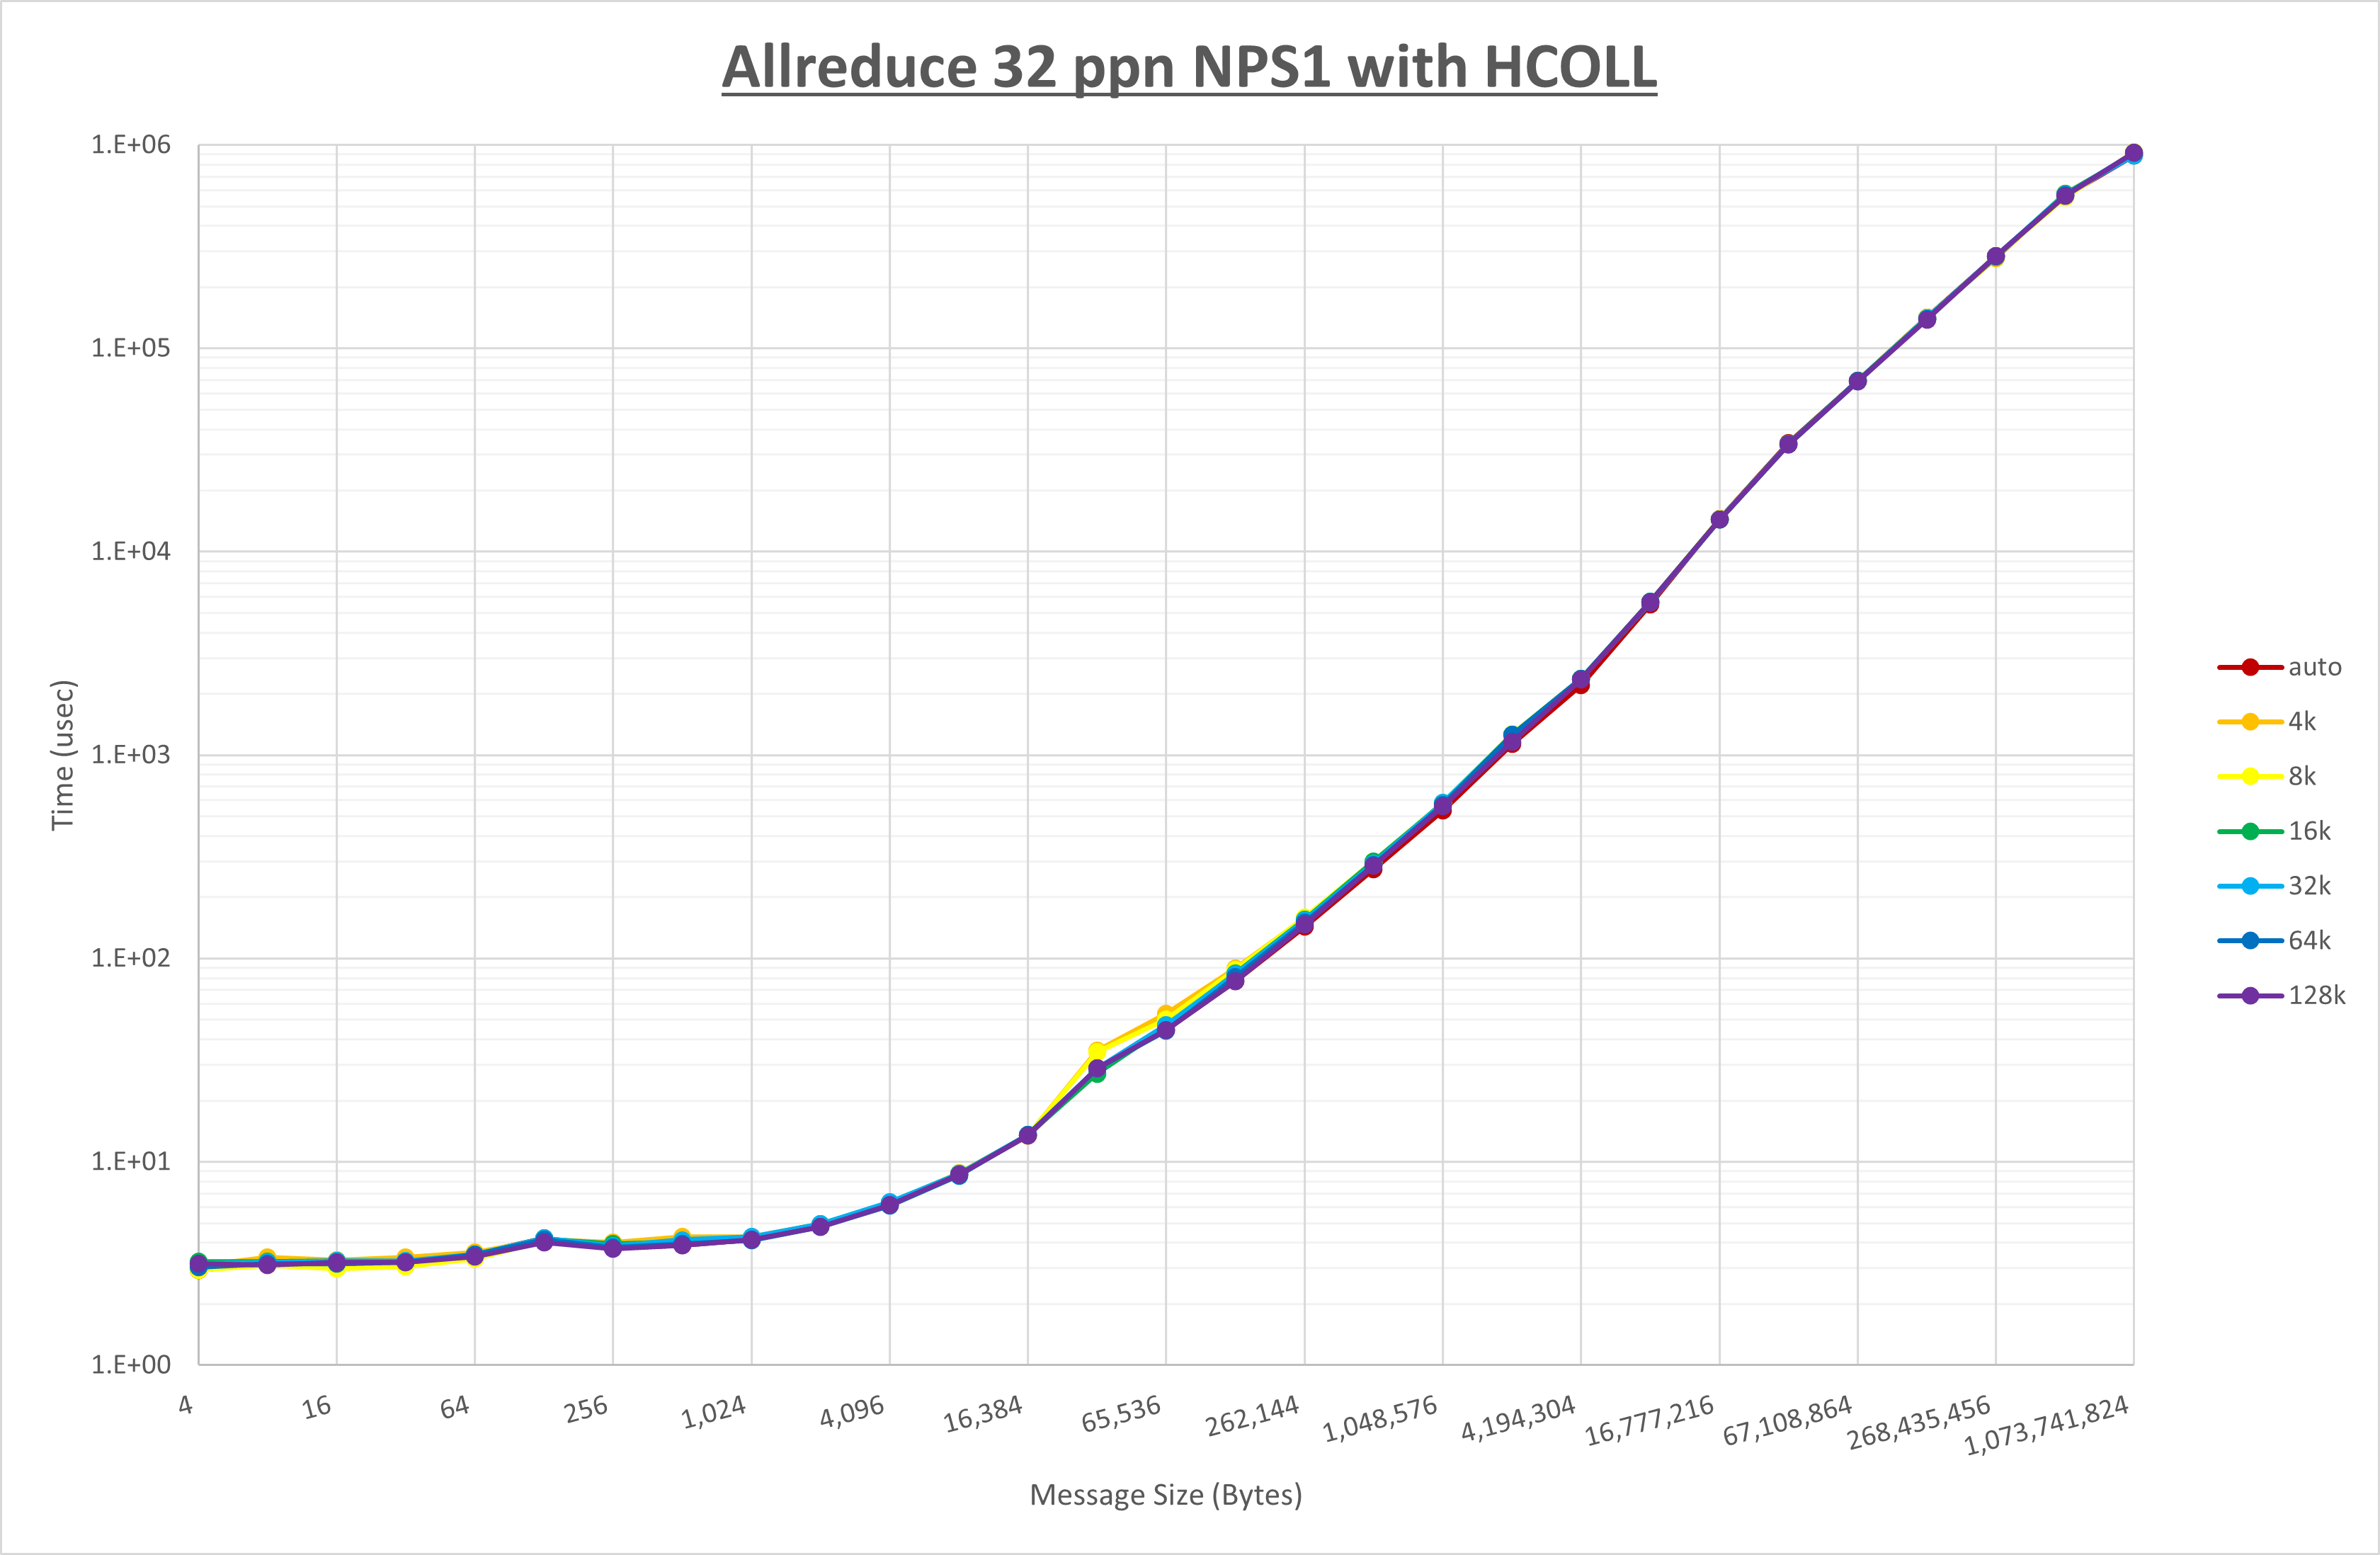 Allreduce 32 ppn NPS1 with HCOLL
1.E+06
1.E+05
1.E+04
1.E+03
1.E+02
1.E+01
1.E+00
Time (usec)
4
16
64
256
1,024
4,096
16,384
65,536
262,144
1,048,576
4,194,304
16,777,216
67,108,864
268,435,456
1,073,741,824
Message Size (Bytes)
auto
4k
8k
16k
32k
64k
128k